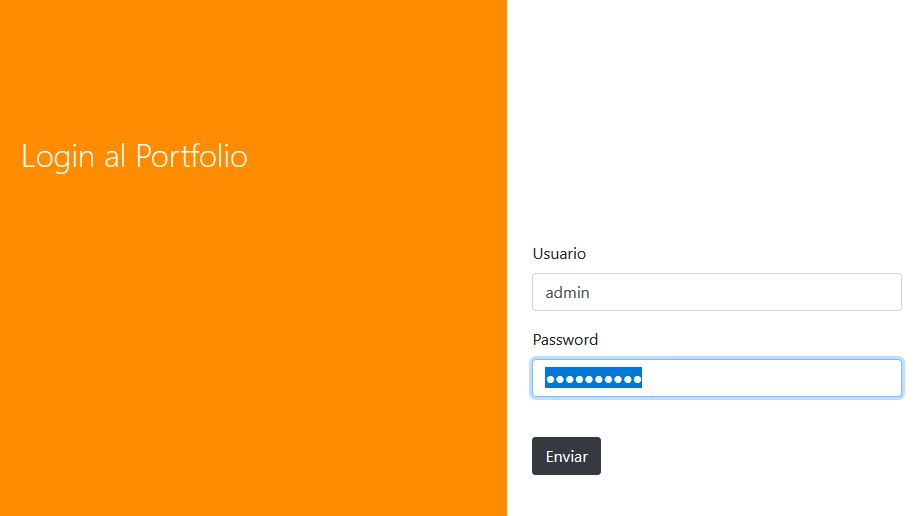 Login al Portfolio
Usuario
admin
Password
••••••••••
Enviar